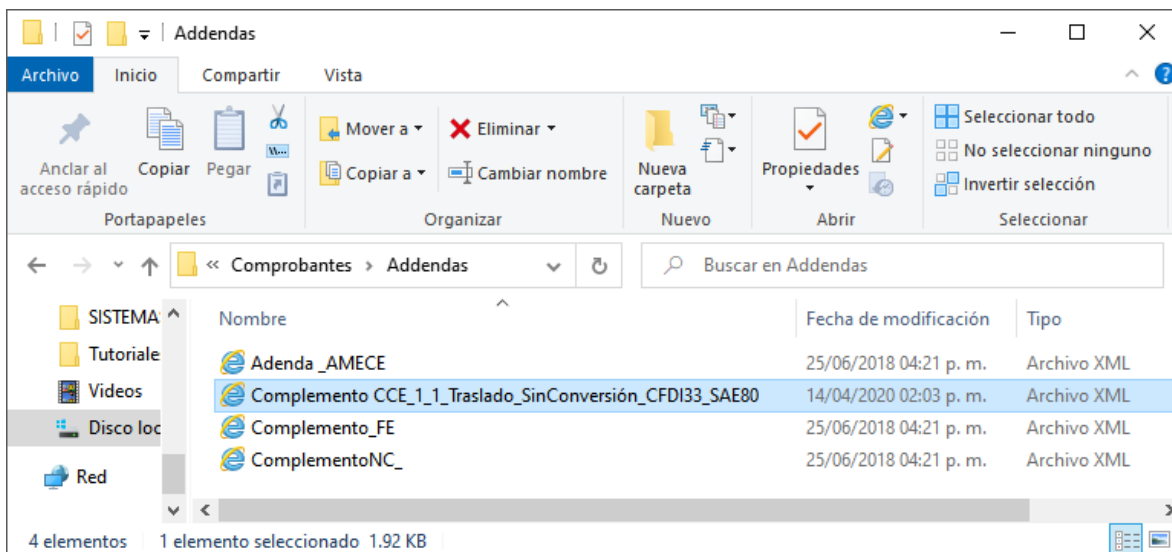 Addendas
Archivo Inicio Compartir Vista
Anclar al acceso rápido
Copiar
Pegar
Mover a
Copiar a
Eliminar
Cambiar nombre
Nueva carpeta
Propiedades
Seleccionar todo
No seleccionar ninguno
Invertir selección
Portapapeles Organizar Nuevo Abrir Seleccionar
« Comprobantes > Addendas
Buscar en Addendas
SISTEMA
Tutoriale
Videos
Disco loc
Red
Nombre Fecha de modificación Tipo
Adenda _AMECE 25/06/2018 04:21 p. m. Archivo XML
Complemento CCE_1_1_Traslado_SinConversión_CFDI33_SAE80 14/04/2020 02:03 p. m. Archivo XML
Complemento_FE 25/06/2018 04:21 p. m. Archivo XML
ComplementoNC_ 25/06/2018 04:21 p. m. Archivo XML
4 elementos 1 elemento seleccionado 1.92 KB